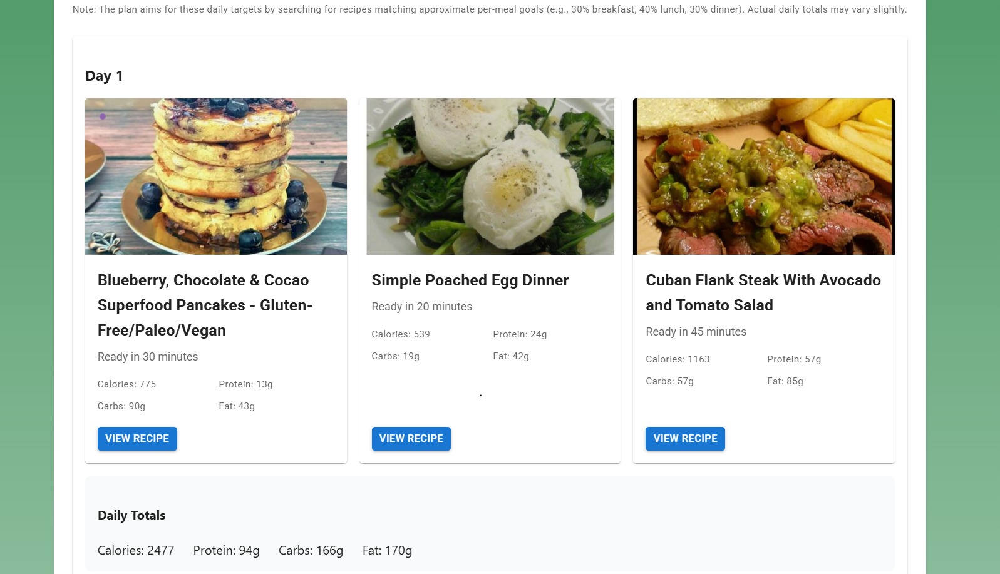 Note: The plan aims for these daily targets by searching for recipes matching approximate per-meal goals (e.g., 30% breakfast, 40% lunch, 30% dinner). Actual daily totals may vary slightly.
Day 1
Blueberry, Chocolate & Cocao
Superfood Pancakes - Gluten-
Free/Paleo/Vegan
Ready in 30 minutes
Calories: 775
Protein: 13g
Carbs: 90g
Fat: 43g
VIEW RECIPE
Simple Poached Egg Dinner
Ready in 20 minutes
Calories: 539
Protein: 24g
Carbs: 19g
Fat: 42g
VIEW RECIPE
Cuban Flank Steak With Avocado
and Tomato Salad
Ready in 45 minutes
Calories: 1163
Protein: 57g
Carbs: 57g
Fat: 85g
VIEW RECIPE
Daily Totals
Calories: 2477 Protein: 94g Carbs: 166g Fat: 170g